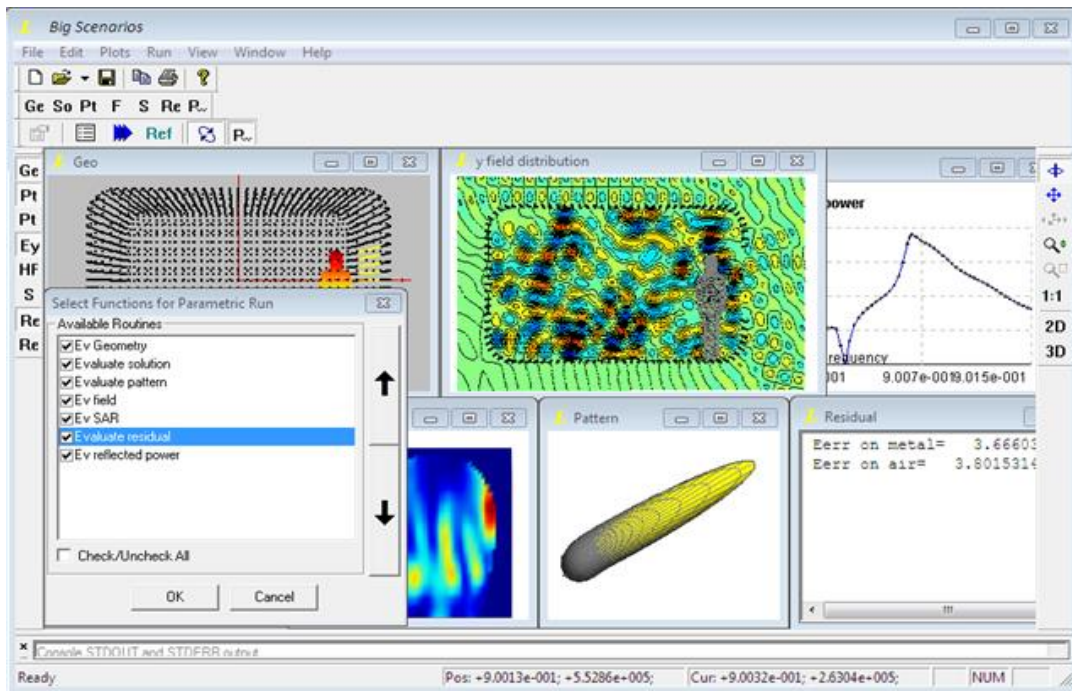 Big Scenarios
File Edit Plots Run View Window Help
Ge So Pt F S Re P...
Ref P...
Ge
Pt
Pt
Ey
HF
S
Re
Re
Geo
y field distribution
power
requency
001 9.007e-001 9.015e-001
1:1
2D
3D
Select Functions for Parametric Run
Available Routines
Ev Geometry
Evaluate solution
Evaluate pattern
Ev field
Ev SAR
Evaluate residual
Ev reflected power
Check/Uncheck All
OK Cancel
Pattern
Residual
Eerr on metal= 3.66603
Eerr on air= 3.8015314
Console STDOUT and STDERR output
Ready Pos: +9.0013e-001; +5.5286e+005; Cur: +9.0032e-001; +2.6304e+005; NUM